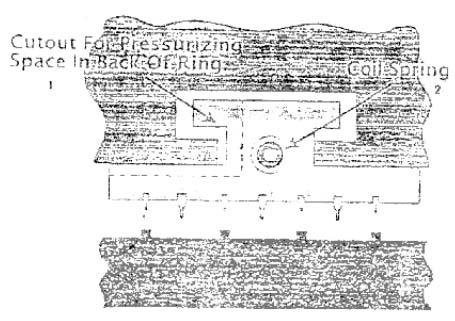 Cutout For Pressurizing
Space In Back Of Ring
1
Coil Spring
2